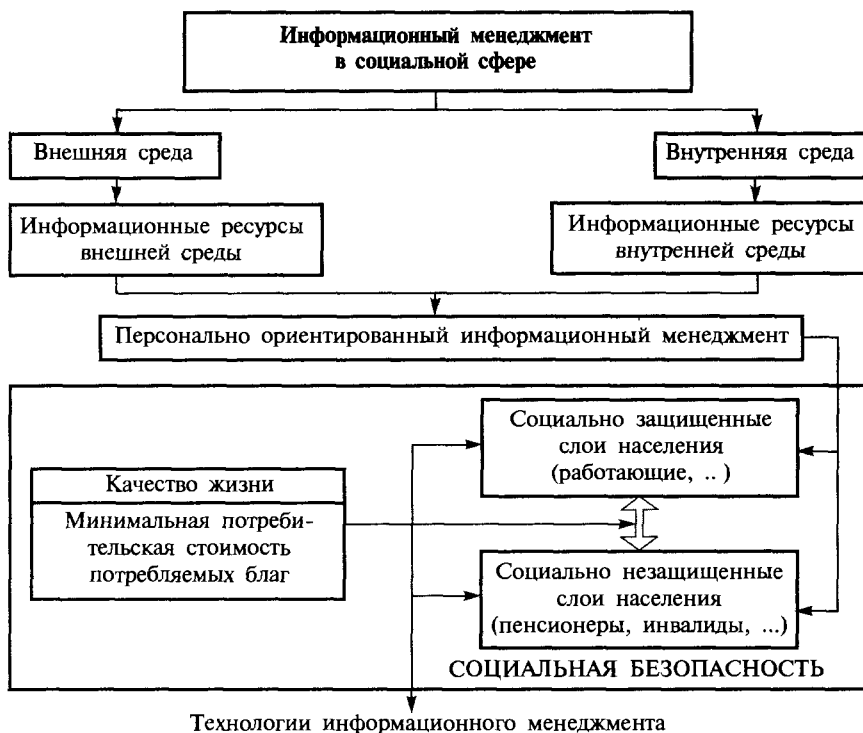 Информационный менеджмент
в социальной сфере
Внешняя среда
Внутренняя среда
Информационные ресурсы
внешней среды
Информационные ресурсы
внутренней среды
Персонально ориентированный информационный менеджмент
Социально защищенные
слои населения
(работающие, .. )
Качество жизни
Минимальная потреби-
тельская стоимость
потребляемых благ
Социально незащищенные
слои населения
(пенсионеры, инвалиды, ...)
СОЦИАЛЬНАЯ БЕЗОПАСНОСТЬ
Технологии информационного менеджмента